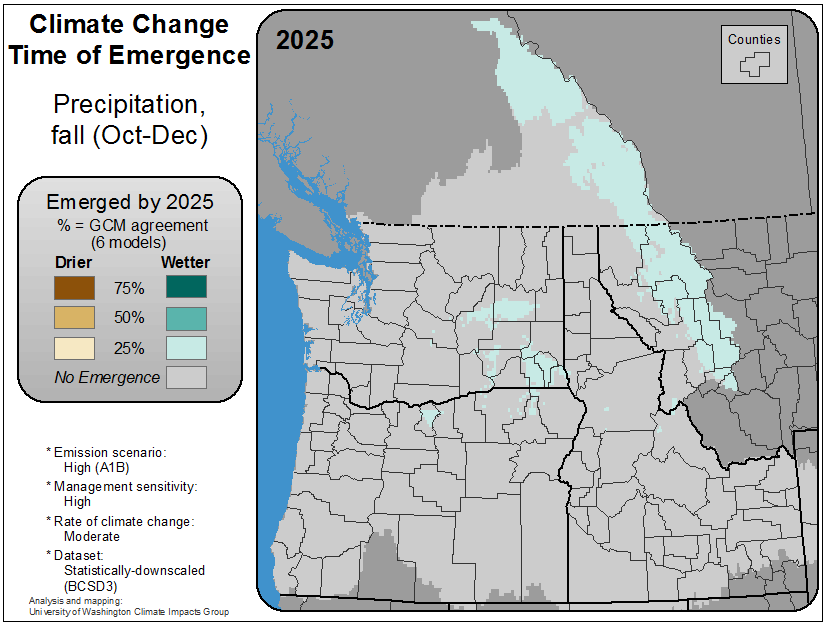 Climate Change
Time of Emergence
Precipitation,
fall (Oct-Dec)
Emerged by 2025
% = GCM agreement
(6 models)
Drier Wetter
75%
50%
25%
No Emergence
* Emission scenario:
High (A1B)
* Management sensitivity:
High
* Rate of climate change:
Moderate
* Dataset:
Statistically-downscaled
(BCSD3)
Analysis and mapping:
University of Washington Climate Impacts Group
2025
Counties